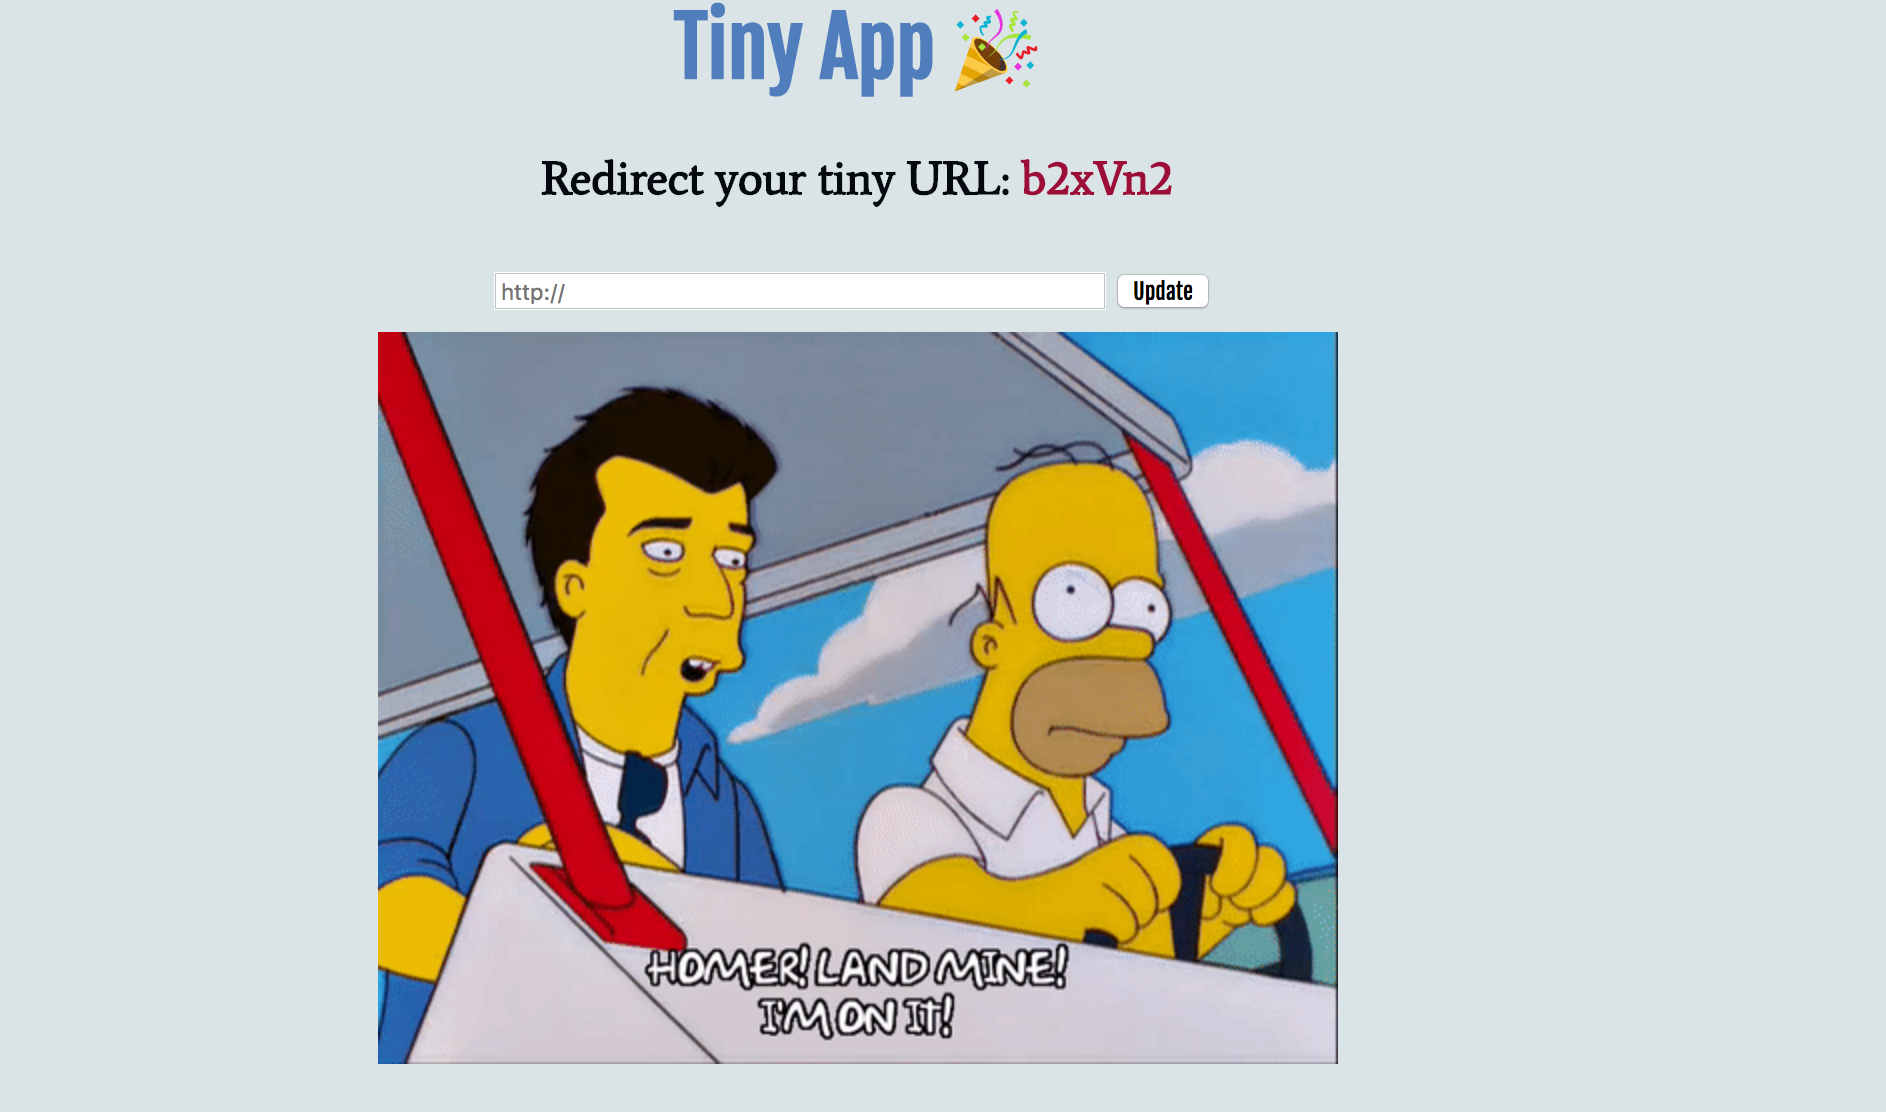 Tiny App 🎉
Redirect your tiny URL: b2xVn2
http:// Update
HOMER! LAND MINE!
I'M ON IT!